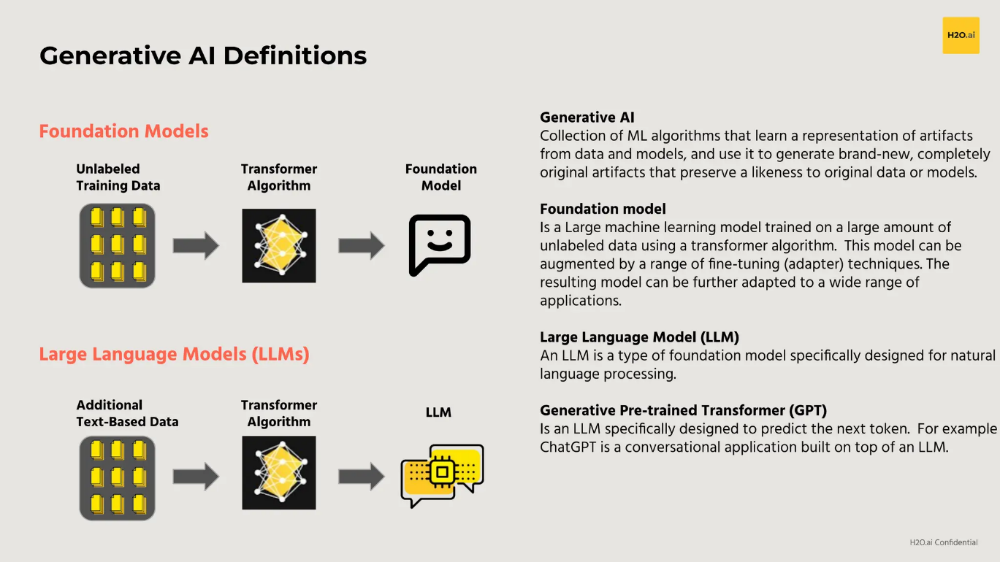 H2O.ai
Generative AI Definitions
Foundation Models
Unlabeled
Training Data
Transformer
Algorithm
Foundation
Model
Large Language Models (LLMs)
Additional
Text-Based Data
Transformer
Algorithm
LLM
Generative AI
Collection of ML algorithms that learn a representation of artifacts
from data and models, and use it to generate brand-new, completely
original artifacts that preserve a likeness to original data or models.
Foundation model
Is a Large machine learning model trained on a large amount of
unlabeled data using a transformer algorithm.  This model can be
augmented by a range of fine-tuning (adapter) techniques. The
resulting model can be further adapted to a wide range of
applications.
Large Language Model (LLM)
An LLM is a type of foundation model specifically designed for natural
language processing.
Generative Pre-trained Transformer (GPT)
Is an LLM specifically designed to predict the next token.  For example
ChatGPT is a conversational application built on top of an LLM.
H2O.ai Confidential